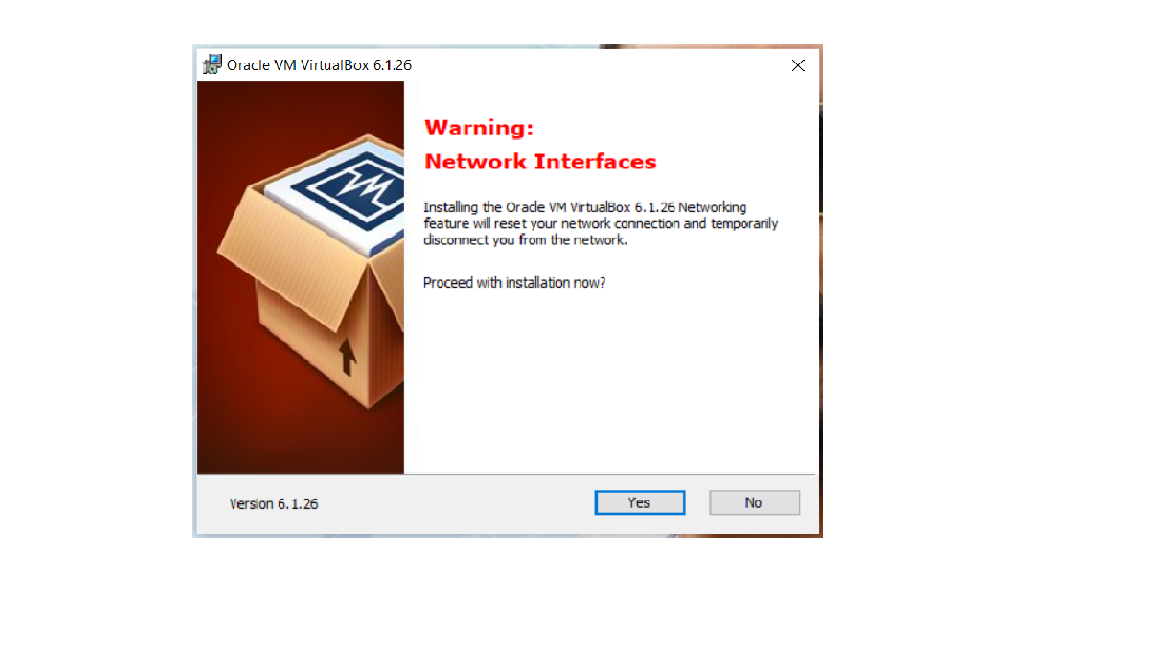 Oracle VM VirtualBox 6.1.26
Warning:
Network Interfaces
Installing the Oracle VM VirtualBox 6.1.26 Networking
feature will reset your network connection and temporarily
disconnect you from the network.
Proceed with installation now?
Version 6.1.26
Yes
No